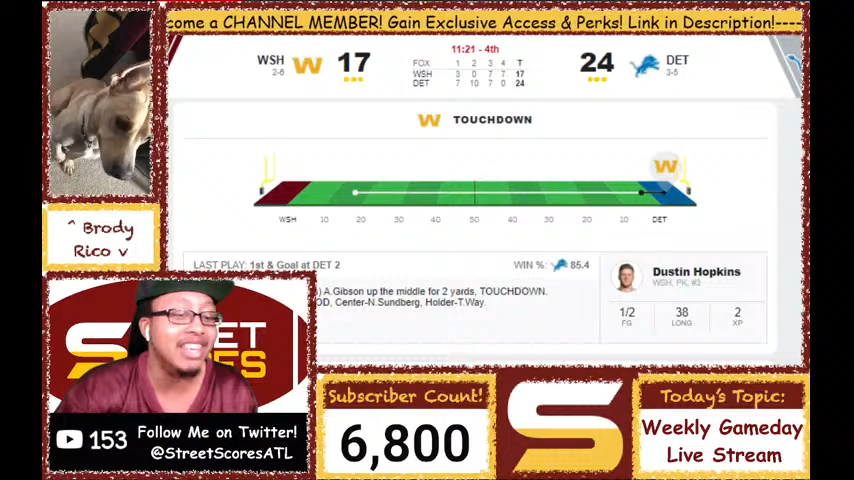 come a CHANNEL MEMBER! Gain Exclusive Access & Perks! Link in Description!----
11:21 - 4th
WSH
2-6
W
17
FOX 1 2 3 4 T
WSH 3 0 7 7 17
DET 7 10 7 0 24
24
DET
3-5
W TOUCHDOWN
W
WSH 10 20 30 40 50 40 30 20 10 DET
^ Brody
Rico v
LAST PLAY: 1st & Goal at DET 2
WIN %: 85.4
) A.Gibson up the middle for 2 yards, TOUCHDOWN.
OD, Center-N.Sundberg, Holder-T.Way.
Dustin Hopkins
WSH, PK, #3
1/2 38 2
FG LONG XP
EET
RES
153
Follow Me on Twitter!
@StreetScoresATL
Subscriber Count!
6,800
S
Today's Topic:
Weekly Gameday
Live Stream